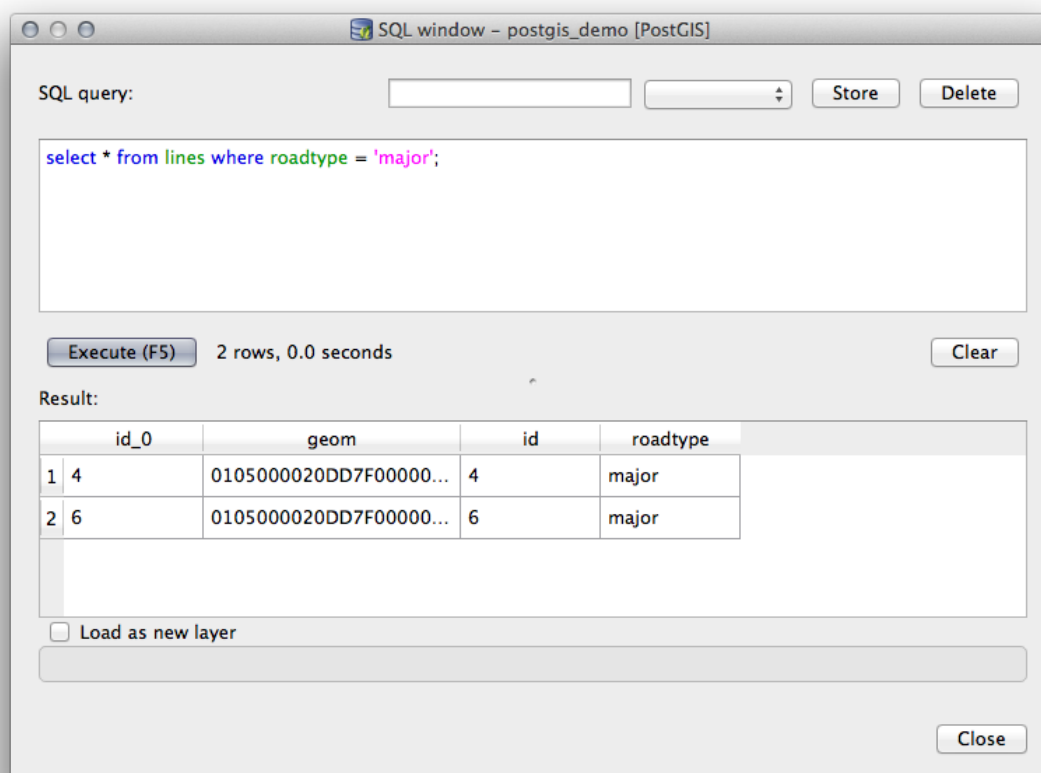 SQL window – postgis_demo [PostGIS]
SQL query:
Store
Delete
select * from lines where roadtype = 'major';
Execute (F5)
2 rows, 0.0 seconds
Clear
Result:
id_0 geom id roadtype
1 4 0105000020DD7F00000... 4 major
2 6 0105000020DD7F00000... 6 major
Load as new layer
Close